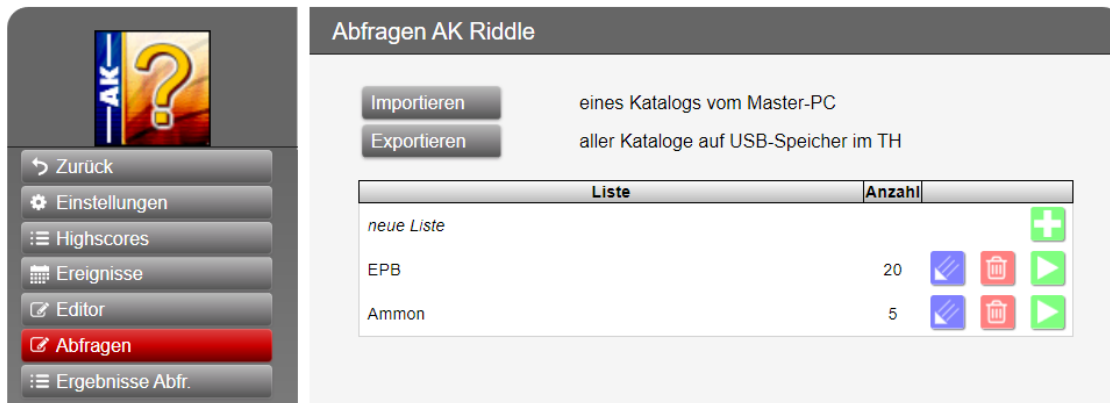 AK
?
Zurück
Einstellungen
Highscores
Ereignisse
Editor
Abfragen
Ergebnisse Abfr.
Abfragen AK Riddle
Importieren eines Katalogs vom Master-PC
Exportieren aller Kataloge auf USB-Speicher im TH
Liste Anzahl
neue Liste
EPB 20
Ammon 5